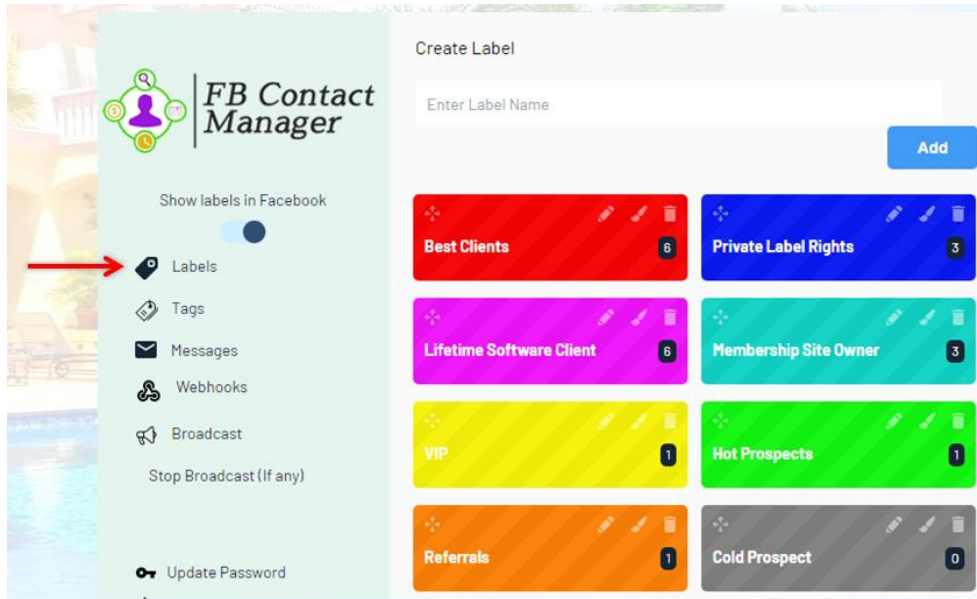 FB Contact
Manager
Show labels in Facebook
Labels
Tags
Messages
Webhooks
Broadcast
Stop Broadcast (If any)
Update Password
Create Label
Enter Label Name
Add
Best Clients
6
Private Label Rights
3
Lifetime Software Client
6
Membership Site Owner
3
VIP
1
Hot Prospects
1
Referrals
1
Cold Prospect
0